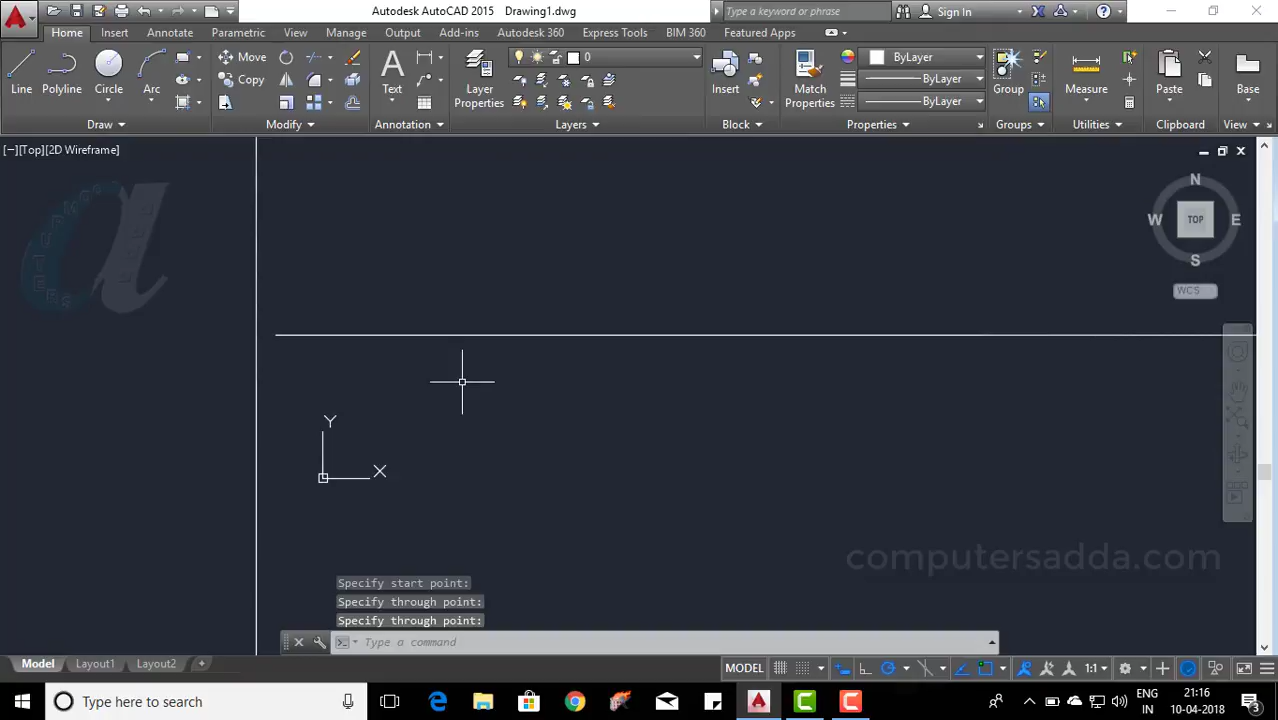 Autodesk AutoCAD 2015 Drawing1.dwg
Type a keyword or phrase
Sign In
Home Insert Annotate Parametric View Manage Output Add-ins Autodesk 360 Express Tools BIM 360 Featured Apps
Line
Polyline
Circle
Arc
Move
Copy
Text
Layer
Properties
0
Insert
Match
Properties
ByLayer
ByLayer
ByLayer
Group
Measure
Paste
Base
Draw
Modify
Annotation
Layers
Block
Properties
Groups
Utilities
Clipboard
View
[−][Top][2D Wireframe]
N
W
TOP
E
S
WCS
Y
X
computersadda.com
Specify start point:
Specify through point:
Specify through point:
Type a command
Model Layout1 Layout2 +
MODEL
1:1
Type here to search
ENG
IN
21:16
10-04-2018
3